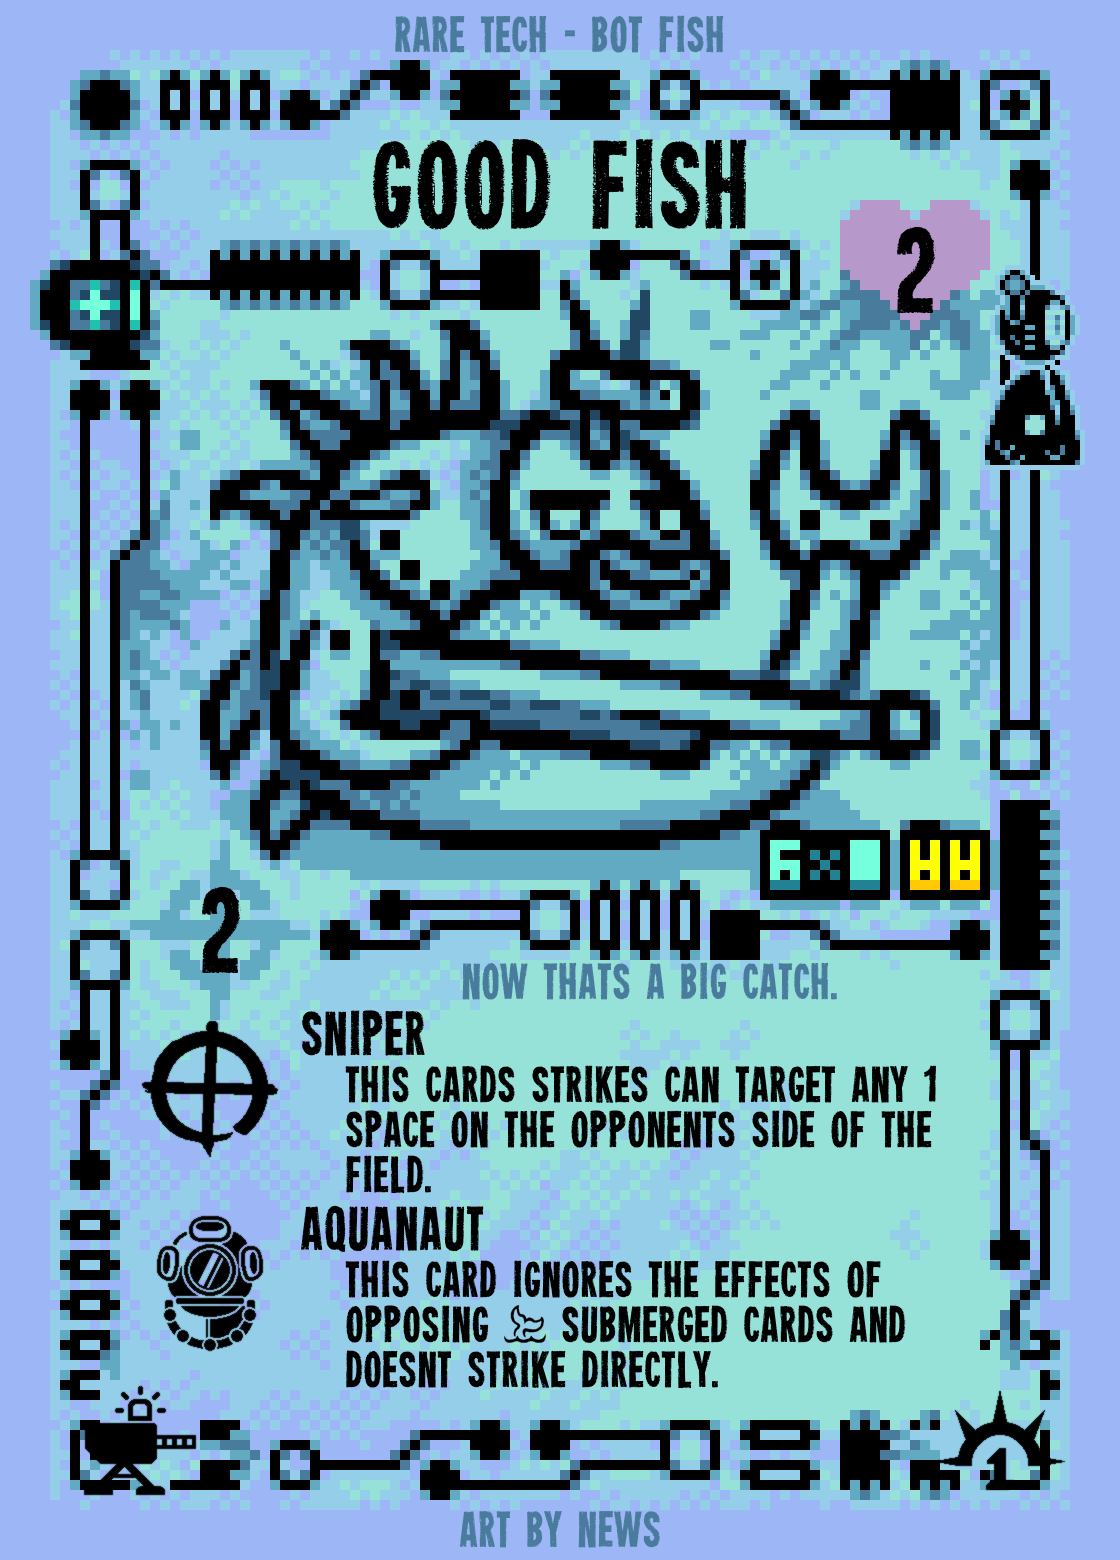 RARE TECH - BOT FISH
GOOD FISH
2
6 X
2
NOW THATS A BIG CATCH.
SNIPER
THIS CARDS STRIKES CAN TARGET ANY 1
SPACE ON THE OPPONENTS SIDE OF THE
FIELD.
AQUANAUT
THIS CARD IGNORES THE EFFECTS OF
OPPOSING SUBMERGED CARDS AND
DOESNT STRIKE DIRECTLY.
1
ART BY NEWS